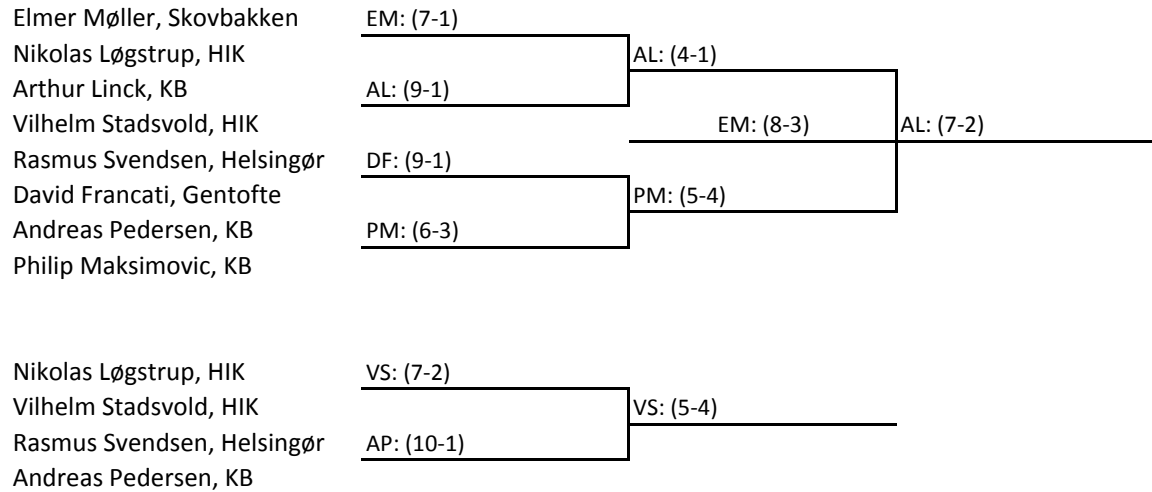 Elmer Møller, Skovbakken EM: (7-1)
Nikolas Løgstrup, HIK AL: (4-1)
Arthur Linck, KB AL: (9-1)
Vilhelm Stadsvold, HIK EM: (8-3) AL: (7-2)
Rasmus Svendsen, Helsingør DF: (9-1)
David Francati, Gentofte PM: (5-4)
Andreas Pedersen, KB PM: (6-3)
Philip Maksimovic, KB
Nikolas Løgstrup, HIK VS: (7-2)
Vilhelm Stadsvold, HIK VS: (5-4)
Rasmus Svendsen, Helsingør AP: (10-1)
Andreas Pedersen, KB